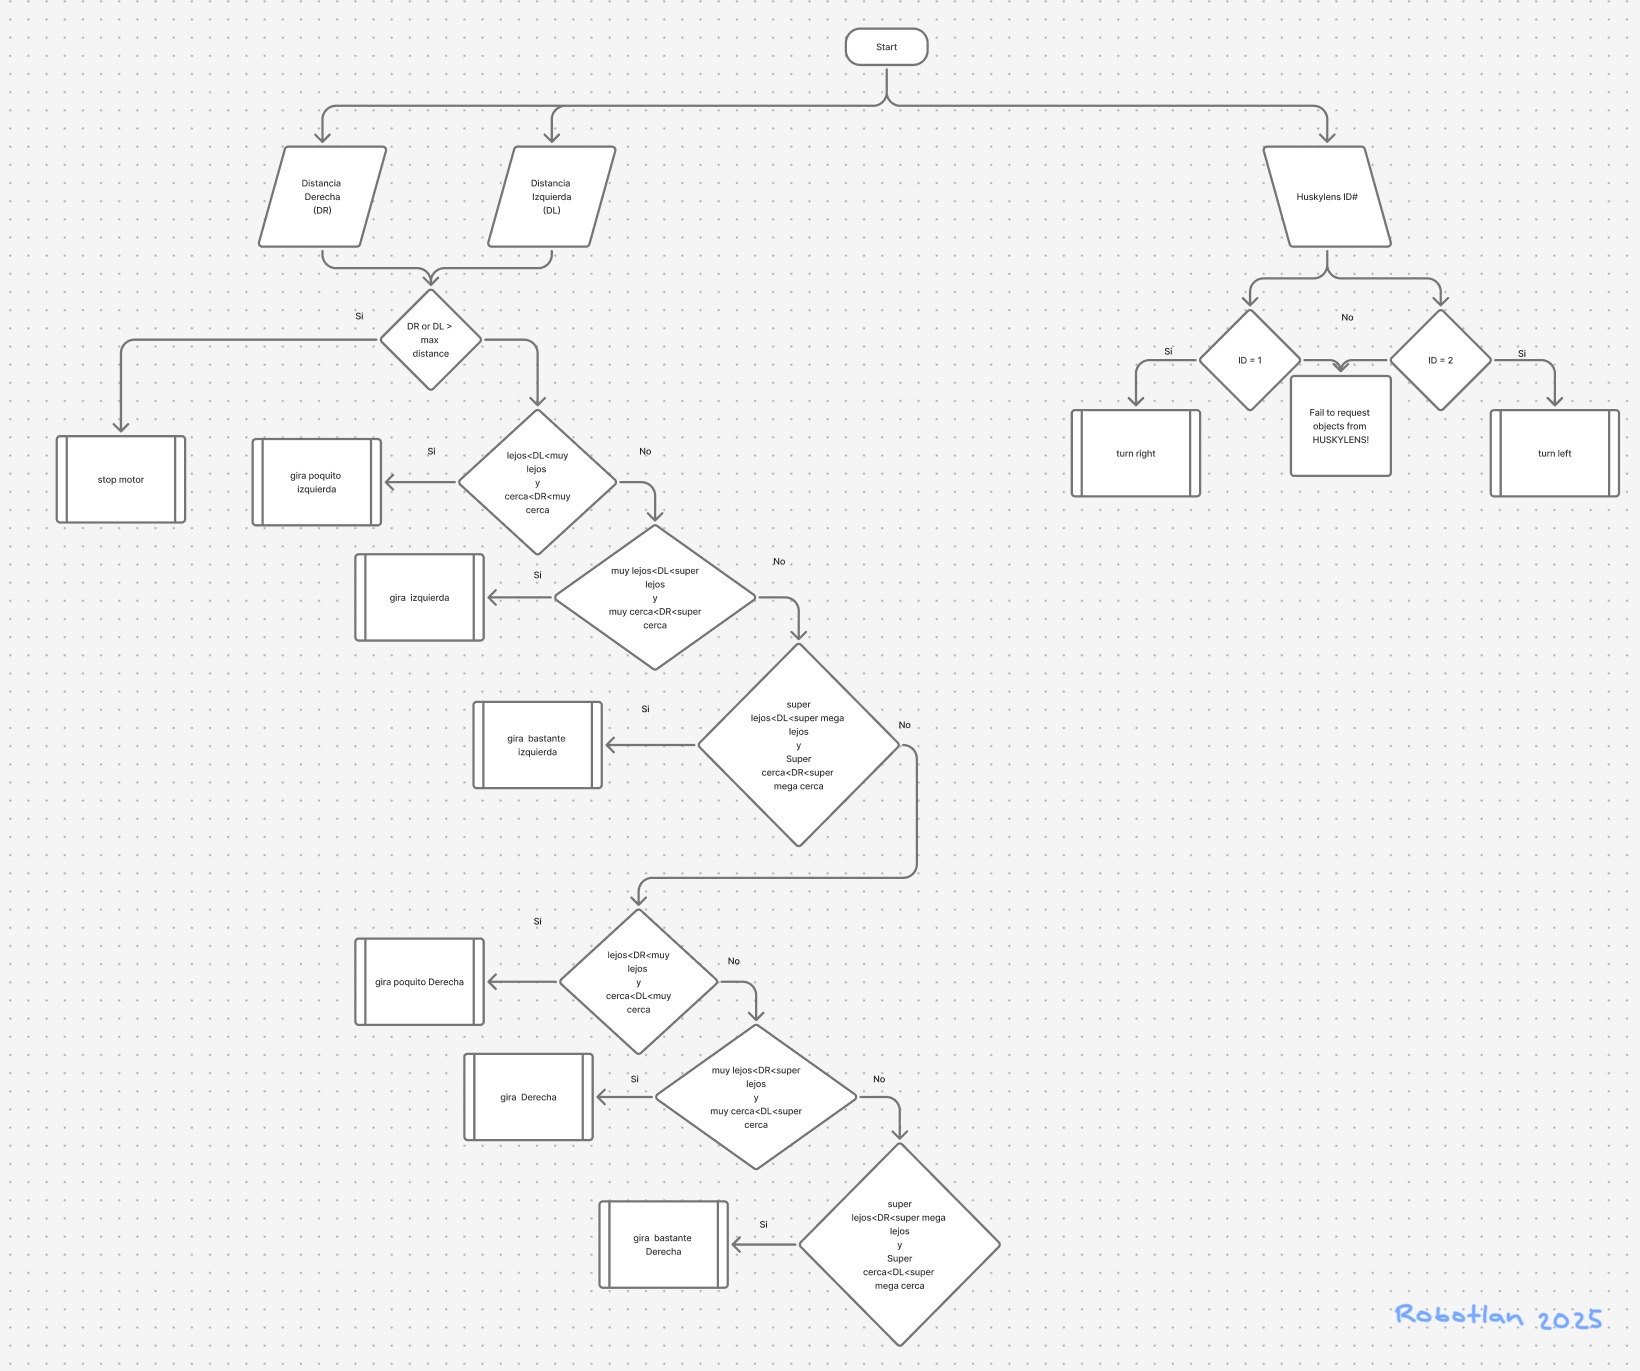 Start
Distancia
Derecha
(DR)
Distancia
Izquierda
(DL)
Huskylens ID#
Si
DR or DL >
max
distance
No
Si
ID = 1
ID = 2
Si
Fail to request
objects from
HUSKYLENS!
turn right
turn left
stop motor
Si
gira poquito
izquierda
lejos<DL<muy
lejos
y
cerca<DR<muy
cerca
No
Si
gira izquierda
muy lejos<DL<super
lejos
y
muy cerca<DR<super
cerca
No
Si
gira bastante
izquierda
super
lejos<DL<super mega
lejos
y
Super
cerca<DR<super
mega cerca
No
Si
gira poquito Derecha
lejos<DR<muy
lejos
y
cerca<DL<muy
cerca
No
Si
gira Derecha
muy lejos<DR<super
lejos
y
muy cerca<DL<super
cerca
No
Si
gira bastante
Derecha
super
lejos<DR<super mega
lejos
y
Super
cerca<DL<super
mega cerca
Robotlan 2025